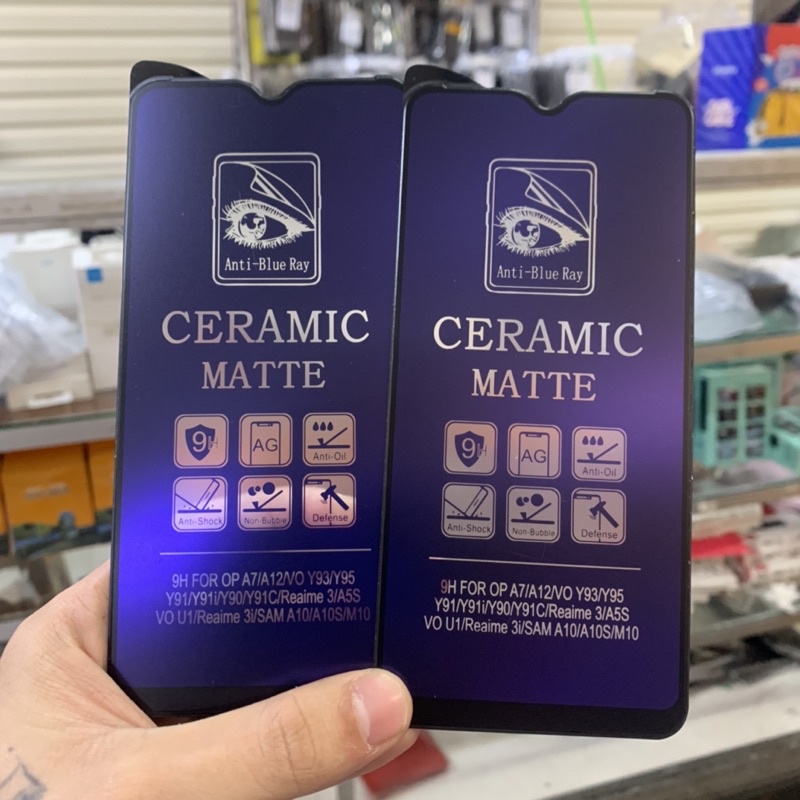 Anti-Blue Ray
CERAMIC
MATTE
9H
AG
Anti-Oil
Anti-Shock
Non-Bubble
Defense
9H FOR OP A7/A12/VO Y93/Y95
Y91/Y91i/Y90/Y91C/Reaime 3/A5S
VO U1/Reaime 3i/SAM A10/A10S/M10
Anti-Blue Ray
CERAMIC
MATTE
9H
AG
Anti-Oil
Anti-Shock
Non-Bubble
Defense
9H FOR OP A7/A12/VO Y93/Y95
Y91/Y91i/Y90/Y91C/Reaime 3/A5S
VO U1/Reaime 3i/SAM A10/A10S/M10